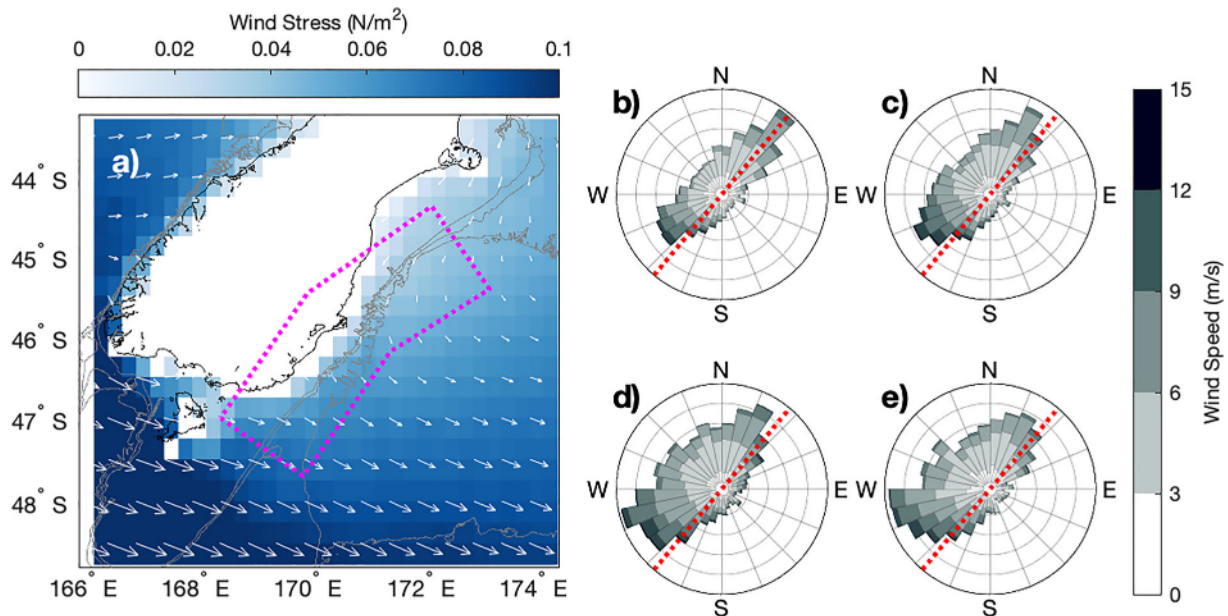 Wind Stress (N/m²)
0 0.02 0.04 0.06 0.08 0.1
a)
44° S
45° S
46° S
47° S
48° S
166° E 168° E 170° E 172° E 174° E
b)
N
W
E
S
c)
N
W
E
S
d)
N
W
E
S
e)
N
W
E
S
15
12
9
6
3
0
Wind Speed (m/s)